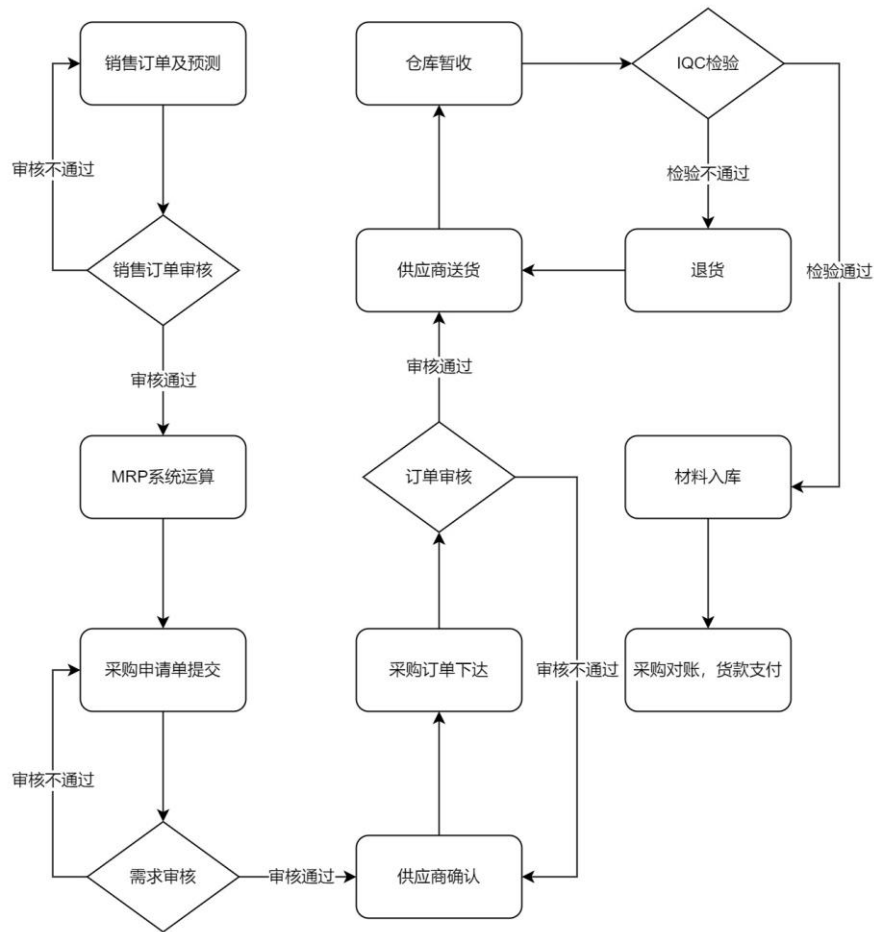 销售订单及预测
审核不通过
销售订单审核
审核通过
MRP系统运算
采购申请单提交
审核不通过
需求审核
审核通过
供应商确认
采购订单下达
审核不通过
订单审核
审核通过
供应商送货
仓库暂收
IQC检验
检验不通过
退货
检验通过
材料入库
采购对账，货款支付